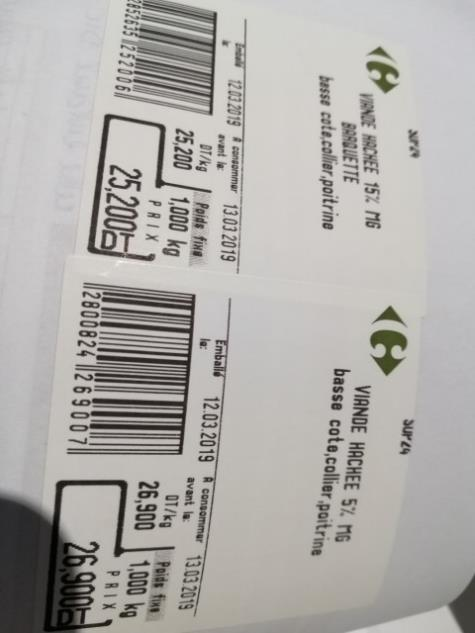 Sur24
VIANDE HACHEE 15% MG
BARQUETTE
basse cote,collier,poitrine
Emballé
le:
12.03.2019
A consommer
avant le:
13.03.2019
DT/kg
25,200
Poids fixe
1,000 kg
PRIX
25,200DT
2852635 252006
Sur24
VIANDE HACHEE 5% MG
basse cote,collier,poitrine
Emballé
le:
12.03.2019
A consommer
avant le:
13.03.2019
DT/kg
26,900
Poids fixe
1,000 kg
PRIX
26,900DT
2800824 269007